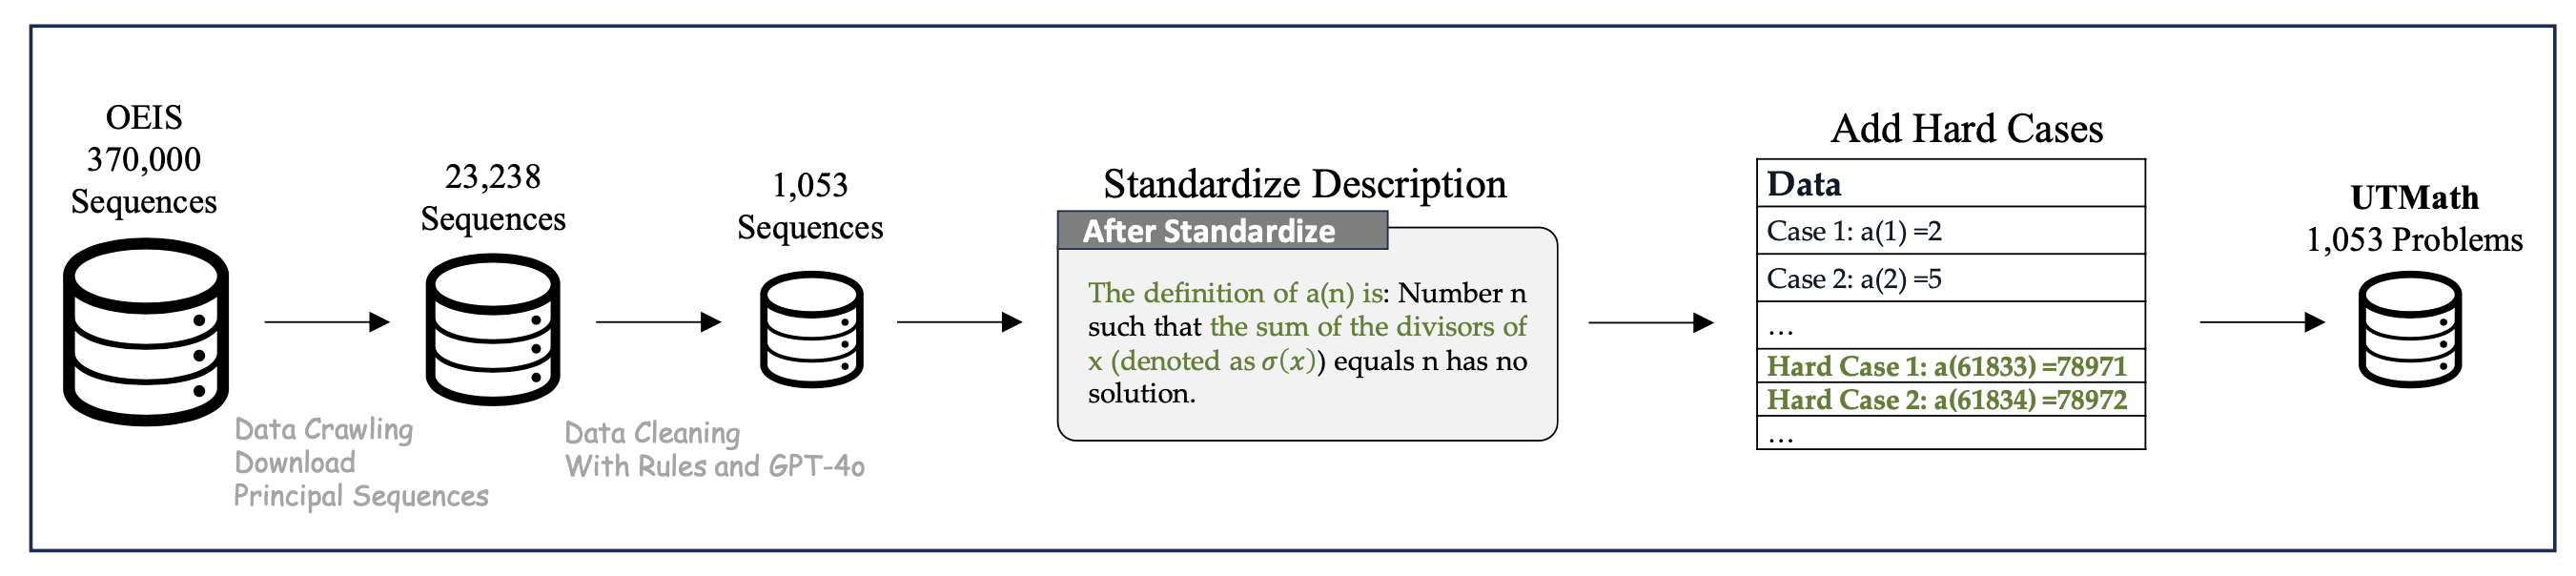 OEIS
370,000
Sequences
Data Crawling
Download
Principal Sequences
23,238
Sequences
Data Cleaning
With Rules and GPT-4o
1,053
Sequences
Standardize Description
After Standardize
The definition of a(n) is: Number n
such that the sum of the divisors of
x (denoted as σ(x)) equals n has no
solution.
Add Hard Cases
Data
Case 1: a(1) =2
Case 2: a(2) =5
...
Hard Case 1: a(61833) =78971
Hard Case 2: a(61834) =78972
...
UTMath
1,053 Problems